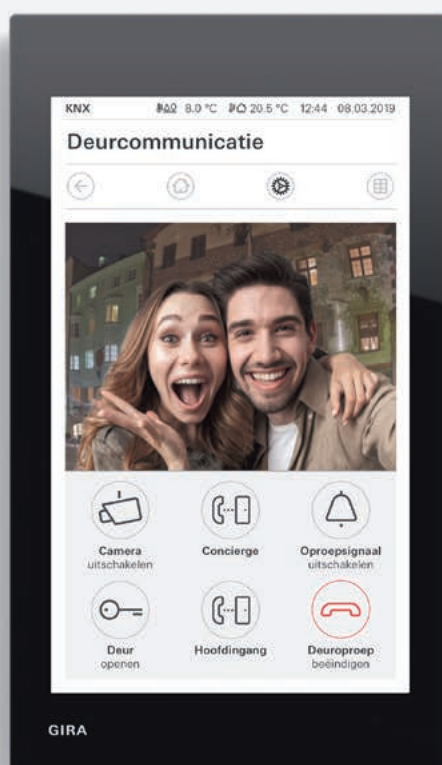 KNX 8.0 °C 20.5 °C 12:44 08.03.2019
Deurcommunicatie
Camera
uitschakelen
Concierge
Oproepsignaal
uitschakelen
Deur
openen
Hoofdingang
Deuroproep
beëindigen
GIRA